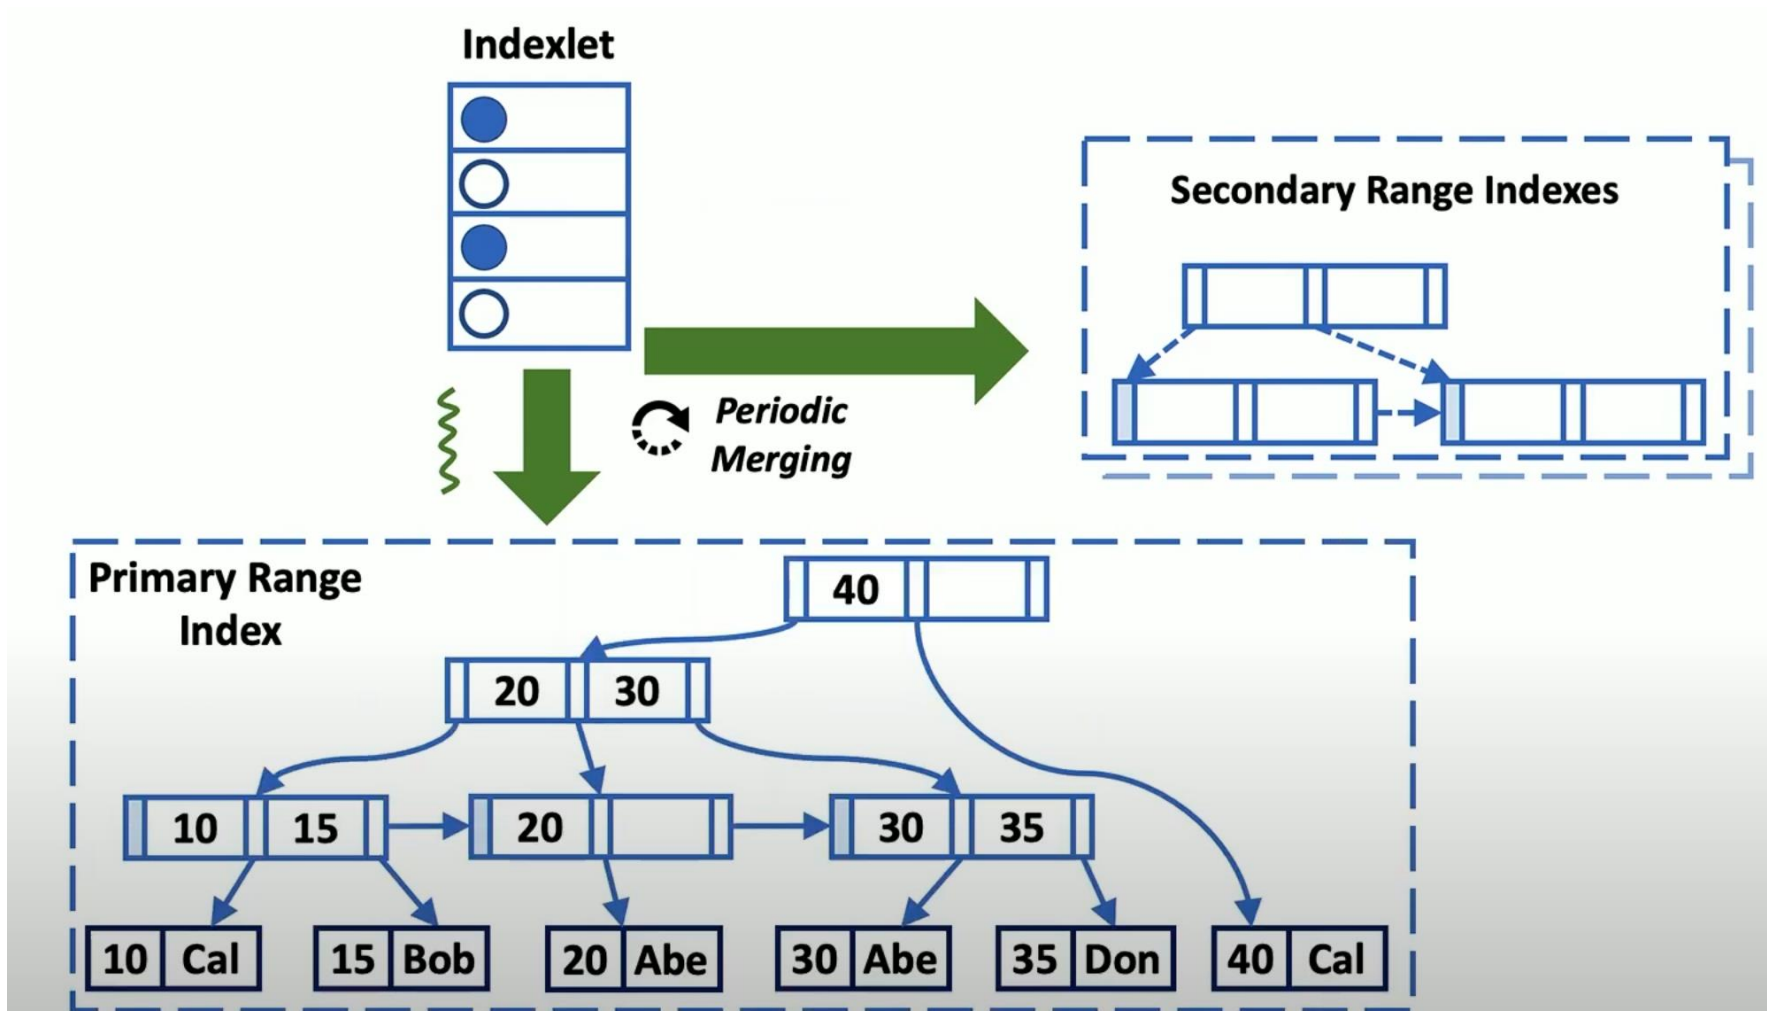 Indexlet
Secondary Range Indexes
Periodic
Merging
Primary Range
Index
40
20 30
10 15 20 30 35
10 Cal 15 Bob 20 Abe 30 Abe 35 Don 40 Cal